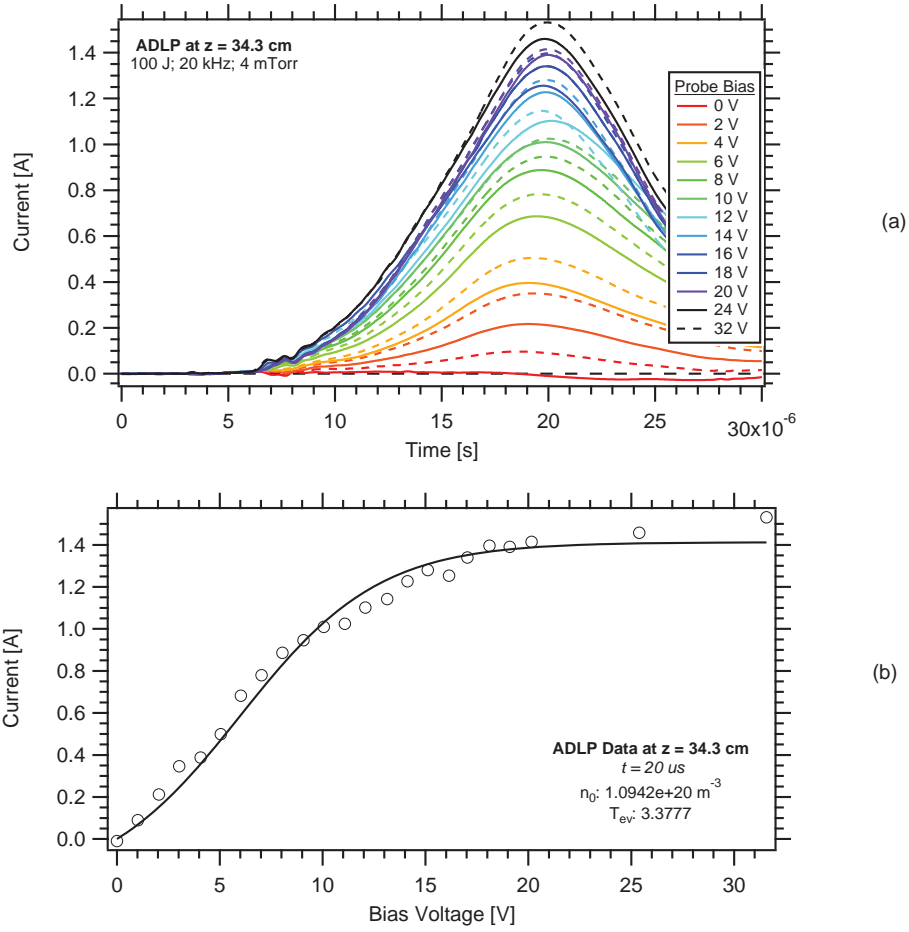 ADLP at z = 34.3 cm
100 J; 20 kHz; 4 mTorr
Current [A]
1.4
1.2
1.0
0.8
0.6
0.4
0.2
0.0
Probe Bias
0 V
2 V
4 V
6 V
8 V
10 V
12 V
14 V
16 V
18 V
20 V
24 V
32 V
(a)
0 5 10 15 20 25 30x10⁻⁶
Time [s]
Current [A]
1.4
1.2
1.0
0.8
0.6
0.4
0.2
0.0
ADLP Data at z = 34.3 cm
t = 20 us
n₀: 1.0942e+20 m⁻³
Tₑᵥ: 3.3777
(b)
0 5 10 15 20 25 30
Bias Voltage [V]